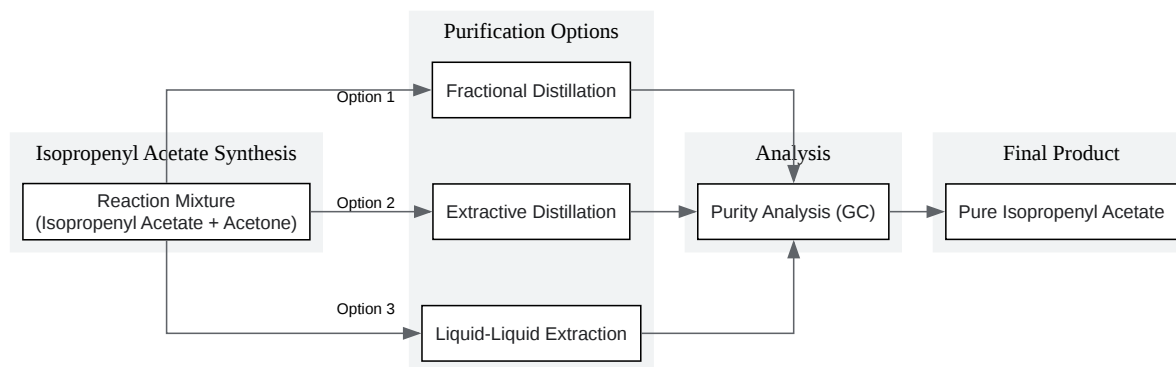 Purification Options
Option 1
Fractional Distillation
Isopropenyl Acetate Synthesis
Reaction Mixture
(Isopropenyl Acetate + Acetone)
Option 2
Extractive Distillation
Option 3
Liquid-Liquid Extraction
Analysis
Purity Analysis (GC)
Final Product
Pure Isopropenyl Acetate